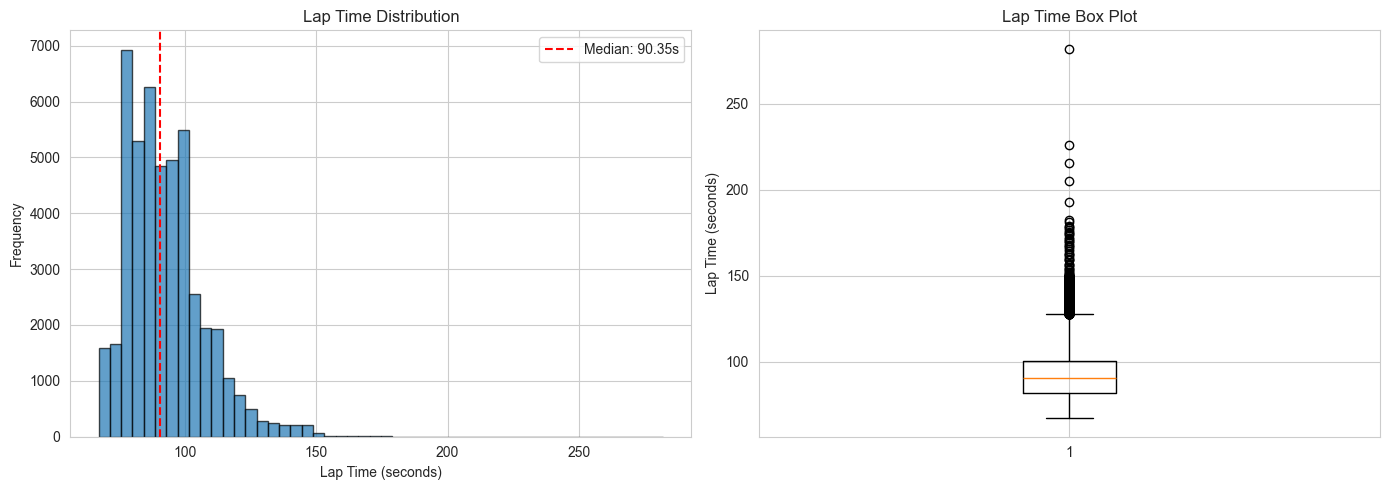 Lap Time Distribution
Median: 90.35s
7000
6000
5000
4000
3000
2000
1000
0
Frequency
100
150
200
250
Lap Time (seconds)
Lap Time Box Plot
250
200
150
100
Lap Time (seconds)
1